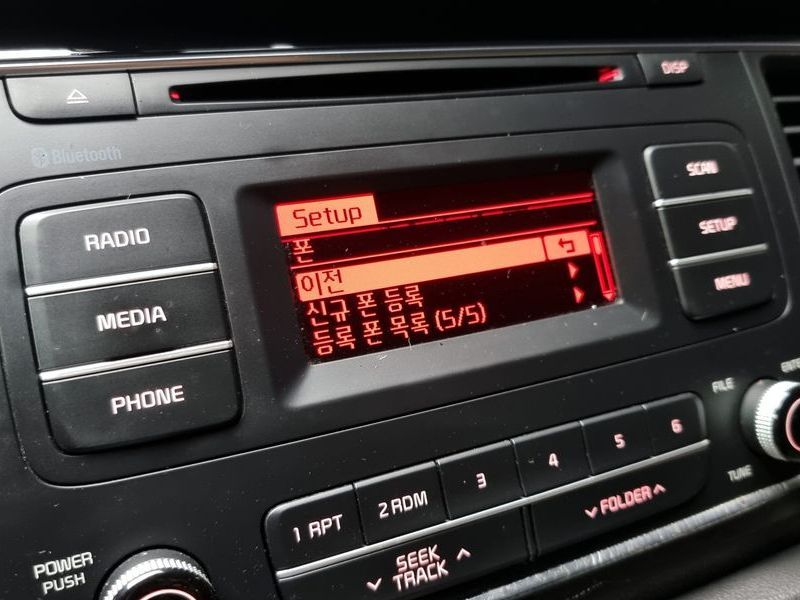 DISP
Bluetooth
RADIO
MEDIA
PHONE
Setup
폰
이전
신규 폰 등록
등록 폰 목록 (5/5)
SCAN
SETUP
MENU
1 RPT
2 RDM
3
4
5
6
SEEK
TRACK
FOLDER
FILE
TUNE
POWER
PUSH